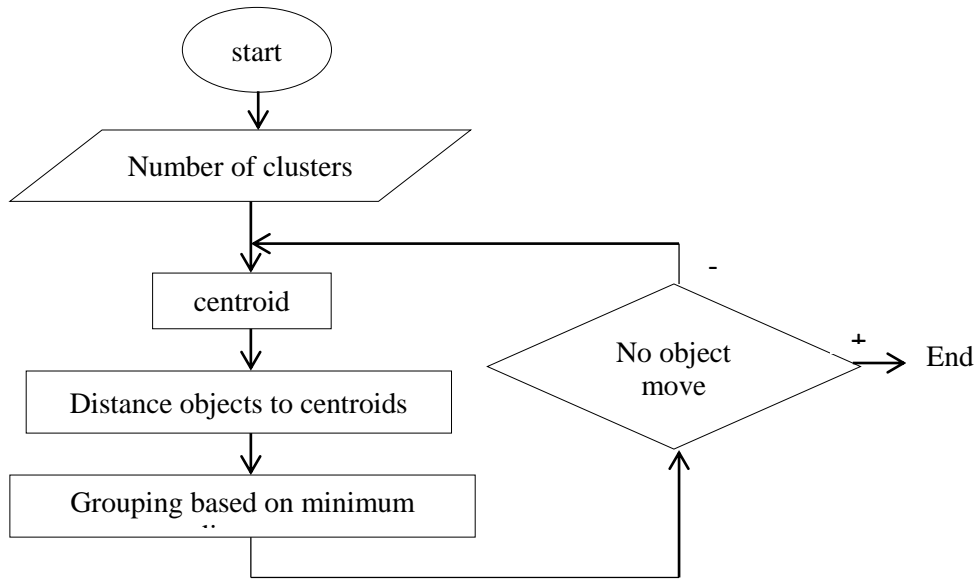 start
Number of clusters
centroid
Distance objects to centroids
Grouping based on minimum
-
No object
move
+
End